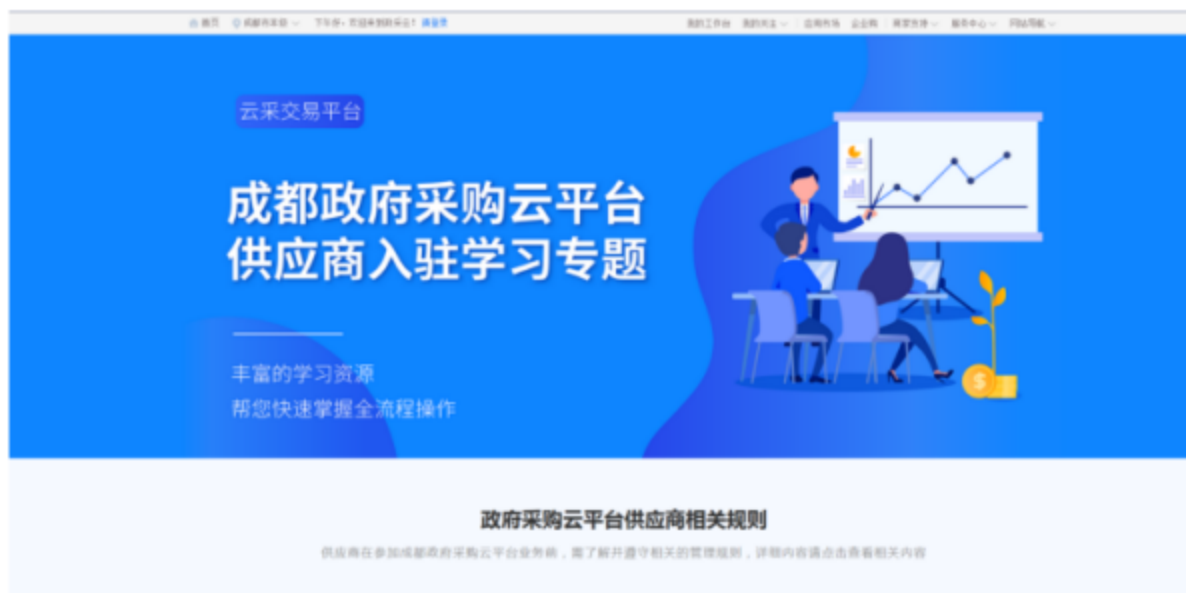 首页 成都市本级 下午好，欢迎来到政采云！ 请登录 我的工作台 我的关注 应用市场 企业购 商家支持 服务中心 网站导航
云采交易平台
成都政府采购云平台
供应商入驻学习专题
丰富的学习资源
帮您快速掌握全流程操作
政府采购云平台供应商相关规则
供应商在参加成都政府采购云平台业务前，需了解并遵守相关的管理规则，详细内容请点击查看相关内容